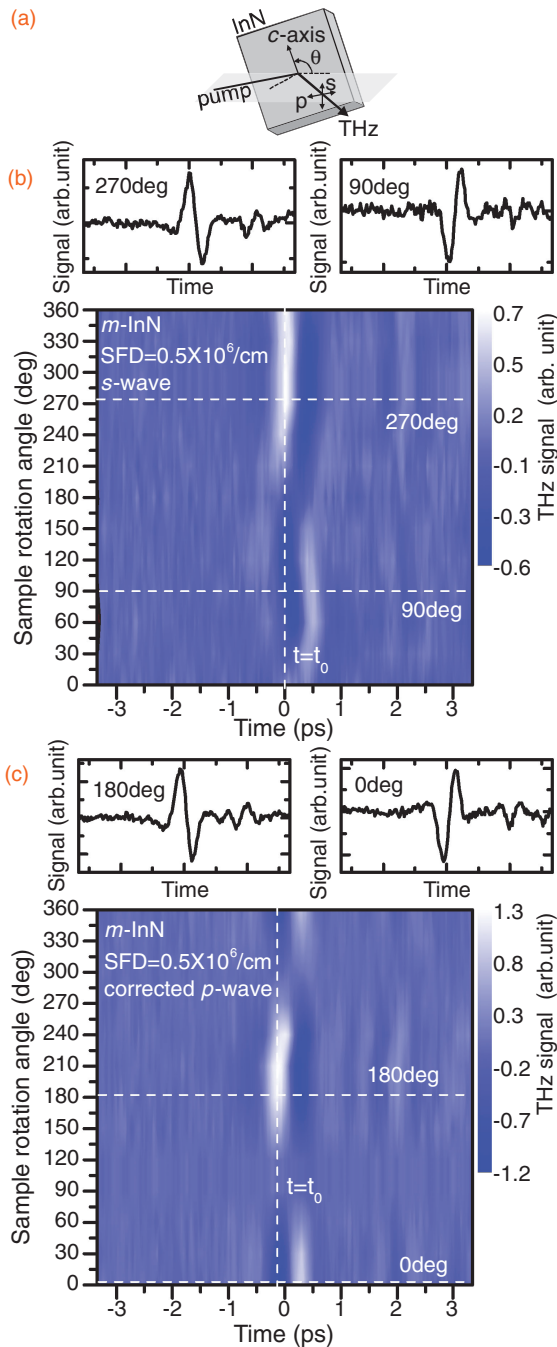 (a)
InN
c-axis
θ
pump
s
p
THz
(b)
270deg
Signal (arb.unit)
Time
90deg
Signal (arb.unit)
Time
m-InN
SFD=0.5X10⁶/cm
s-wave
270deg
90deg
t=t₀
360
330
300
270
240
210
180
150
120
90
60
30
0
Sample rotation angle (deg)
-3 -2 -1 0 1 2 3
Time (ps)
0.7
0.5
0.2
-0.1
-0.3
-0.6
THz signal (arb. unit)
(c)
180deg
Signal (arb.unit)
Time
0deg
Signal (arb.unit)
Time
m-InN
SFD=0.5X10⁶/cm
corrected p-wave
180deg
t=t₀
0deg
360
330
300
270
240
210
180
150
120
90
60
30
0
Sample rotation angle (deg)
-3 -2 -1 0 1 2 3
Time (ps)
1.3
0.8
0.3
-0.2
-0.7
-1.2
THz signal (arb. unit)